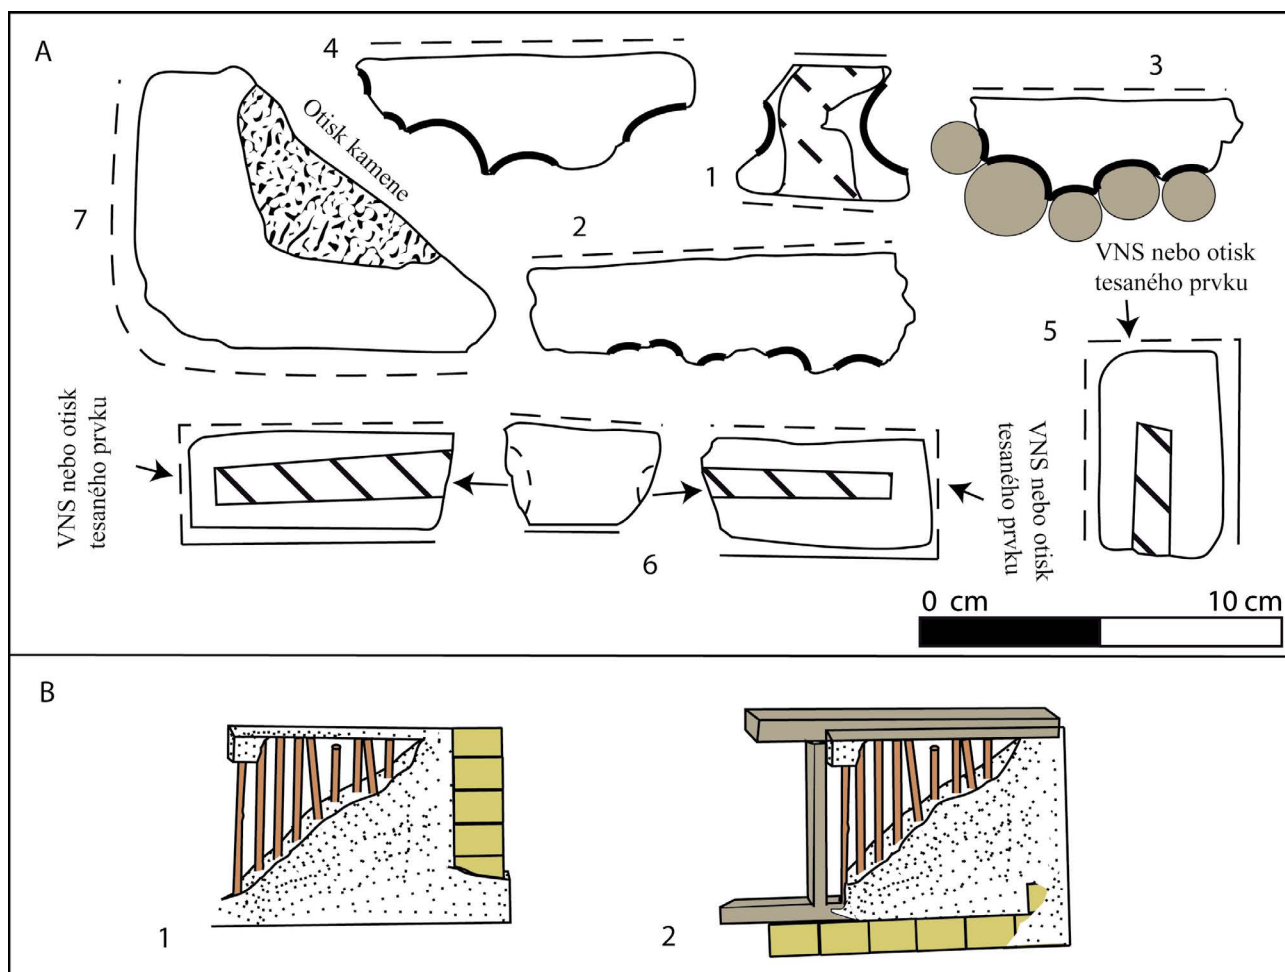 A
4
3
Otisk kamene
1
7
2
VNS nebo otisk
tesaného prvku
5
VNS nebo otisk
tesaného prvku
VNS nebo otisk
tesaného prvku
6
0 cm
10 cm
B
1
2